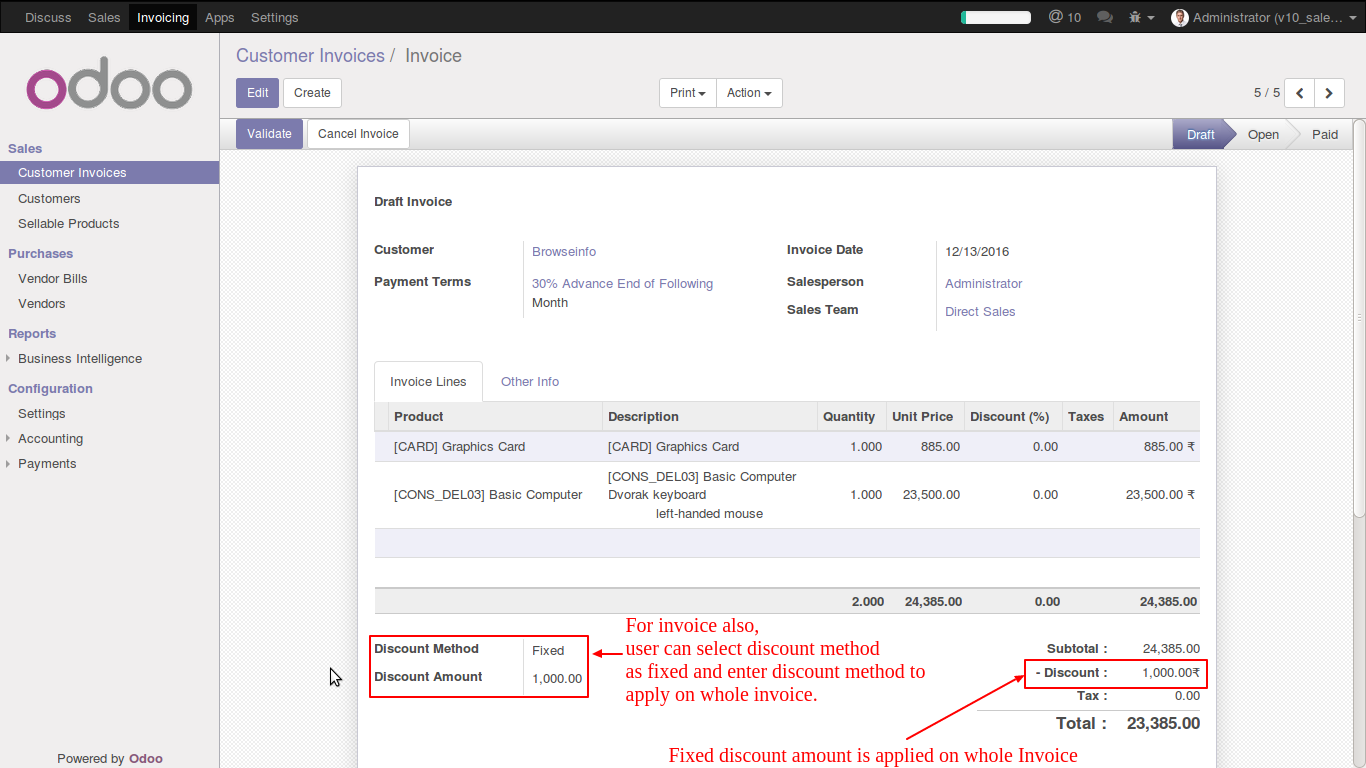 Discuss Sales Invoicing Apps Settings @ 10 Administrator (v10_sale...
odoo
Customer Invoices / Invoice
Edit Create Print Action 5 / 5
Validate Cancel Invoice Draft Open Paid
Sales
Customer Invoices
Customers
Sellable Products
Purchases
Vendor Bills
Vendors
Reports
Business Intelligence
Configuration
Settings
Accounting
Payments
Powered by Odoo
Draft Invoice
Customer Browseinfo Invoice Date 12/13/2016
Payment Terms 30% Advance End of Following Salesperson Administrator
Month
Sales Team Direct Sales
Invoice Lines Other Info
Product Description Quantity Unit Price Discount (%) Taxes Amount
[CARD] Graphics Card [CARD] Graphics Card 1.000 885.00 0.00 885.00 ₹
[CONS_DEL03] Basic Computer
[CONS_DEL03] Basic Computer Dvorak keyboard 1.000 23,500.00 0.00 23,500.00 ₹
left-handed mouse
2.000 24,385.00 0.00 24,385.00
Discount Method Fixed
Discount Amount 1,000.00
For invoice also,
user can select discount method
as fixed and enter discount method to
apply on whole invoice.
Subtotal : 24,385.00
- Discount : 1,000.00₹
Tax : 0.00
Total : 23,385.00
Fixed discount amount is applied on whole Invoice